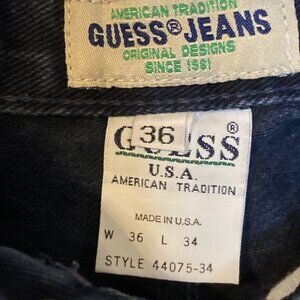 AMERICAN TRADITION
GUESS® JEANS
ORIGINAL DESIGNS
SINCE 1981
36
GUESS®
U.S.A.
AMERICAN TRADITION
MADE IN U.S.A.
W 36 L 34
STYLE 44075-34